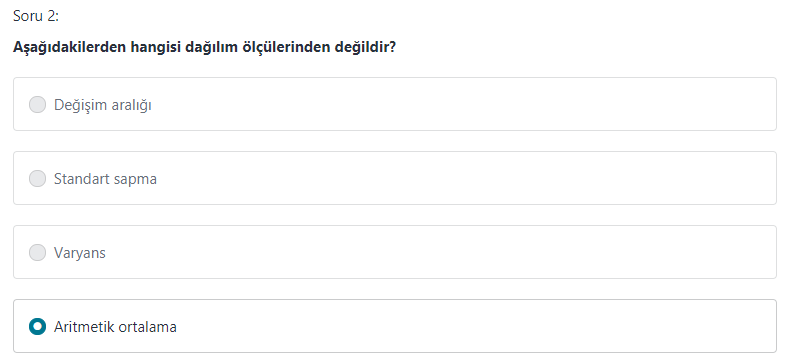 Soru 2:
Aşağıdakilerden hangisi dağılım ölçülerinden değildir?
Değişim aralığı
Standart sapma
Varyans
Aritmetik ortalama